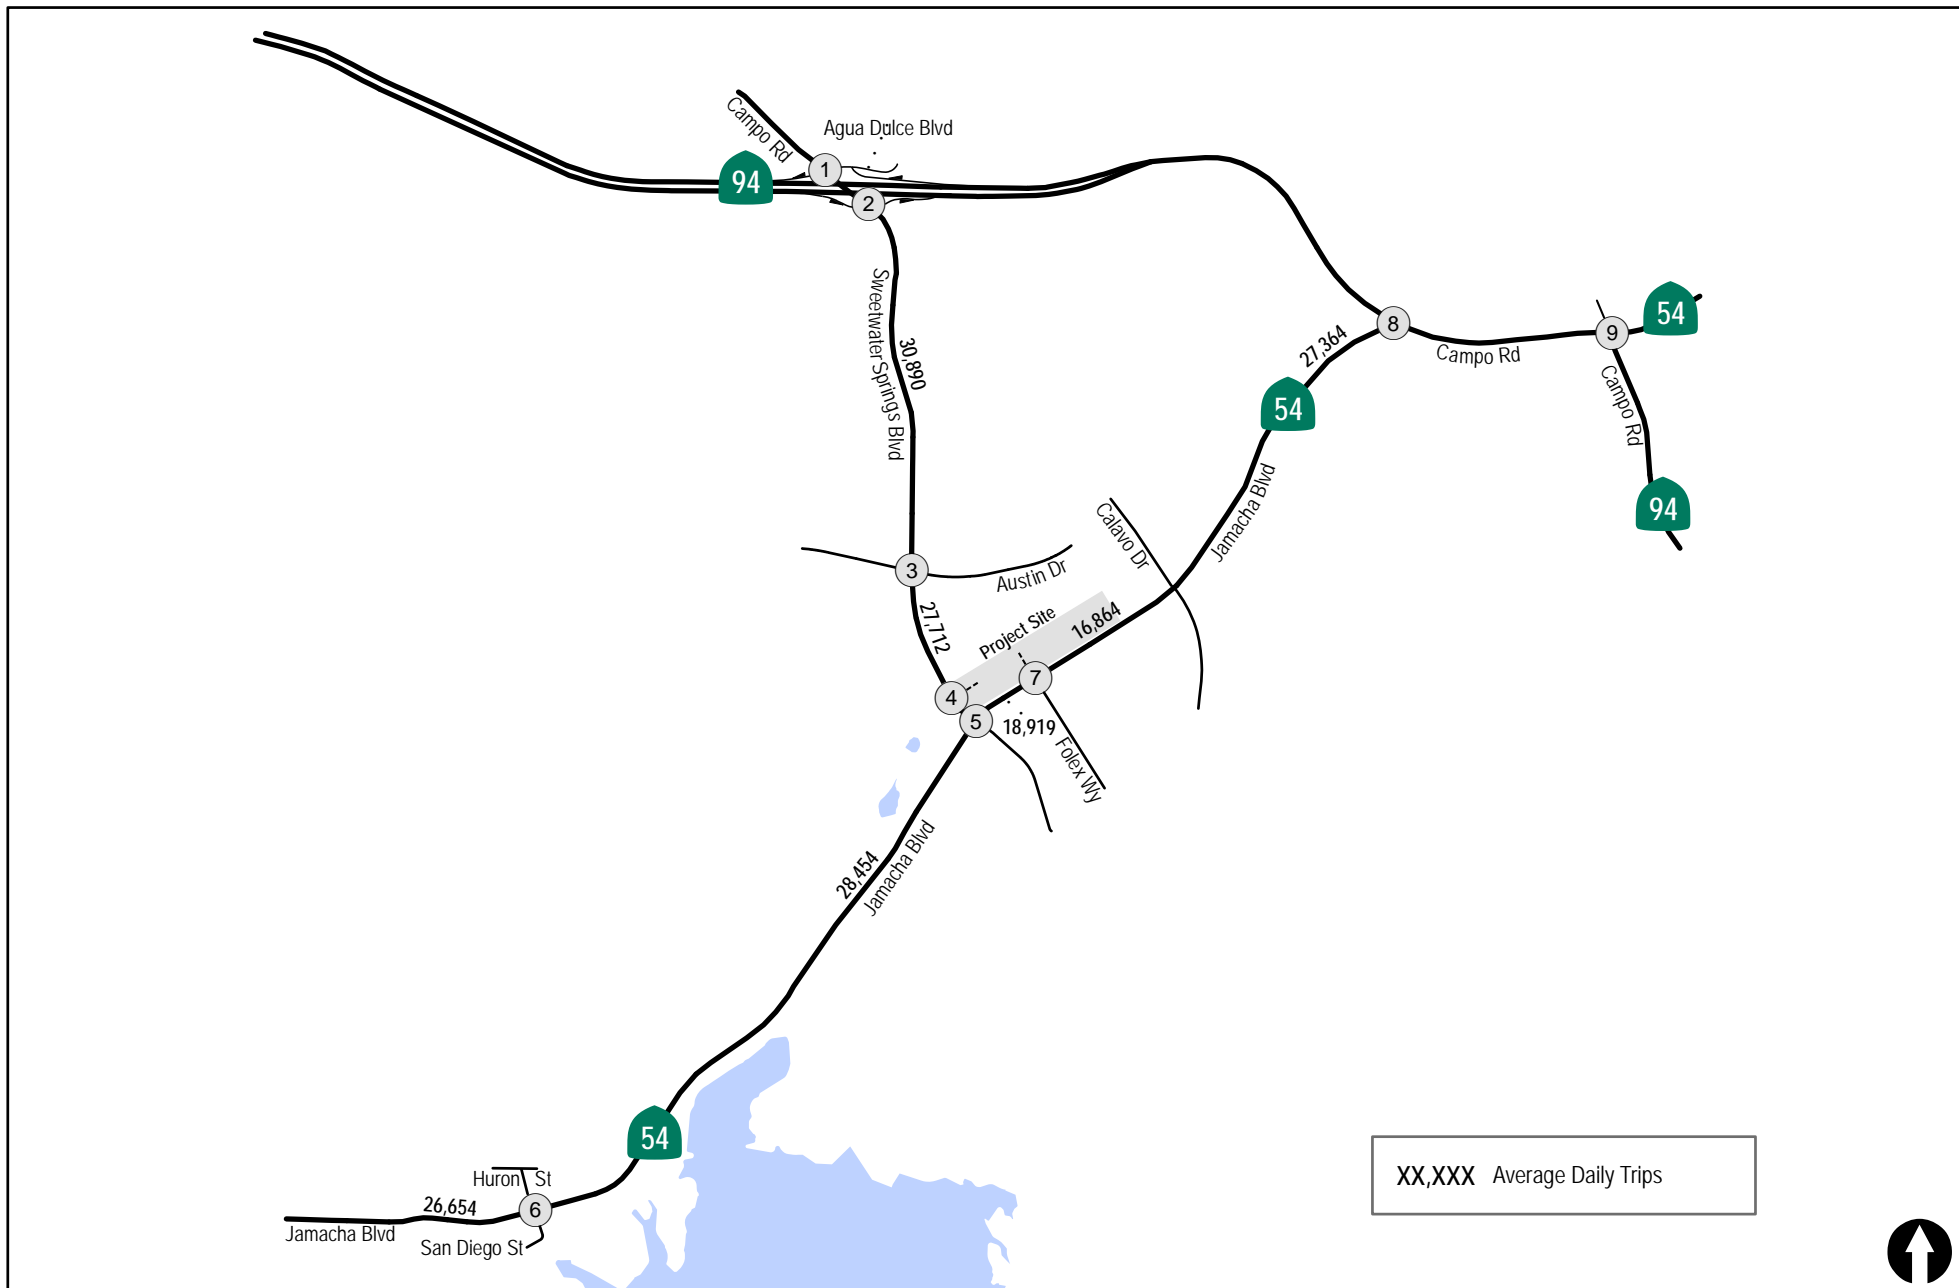 Campo Rd
Agua Dulce Blvd
1
94
2
Sweetwater Springs Blvd
30,890
54
8
9
27,364
Campo Rd
Campo Rd
54
94
Jamacha Blvd
Calavo Dr
3
Austin Dr
27,712
Project Site
16,864
7
4
5
18,919
Folex Wy
28,454
Jamacha Blvd
54
Huron St
26,654
6
Jamacha Blvd
San Diego St
XX,XXX Average Daily Trips